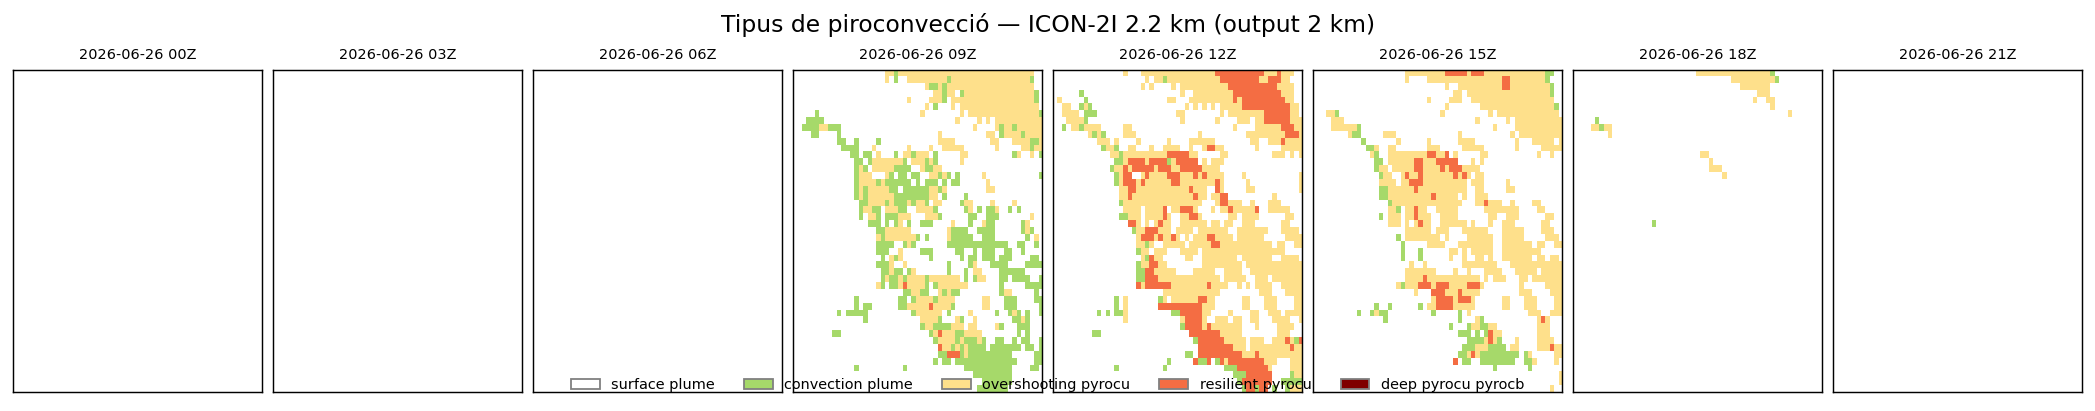 Tipus de piroconvecció — ICON-2I 2.2 km (output 2 km)
2026-06-26 00Z
2026-06-26 03Z
2026-06-26 06Z
2026-06-26 09Z
2026-06-26 12Z
2026-06-26 15Z
2026-06-26 18Z
2026-06-26 21Z
surface plume
convection plume
overshooting pyrocu
resilient pyrocu
deep pyrocu pyrocb